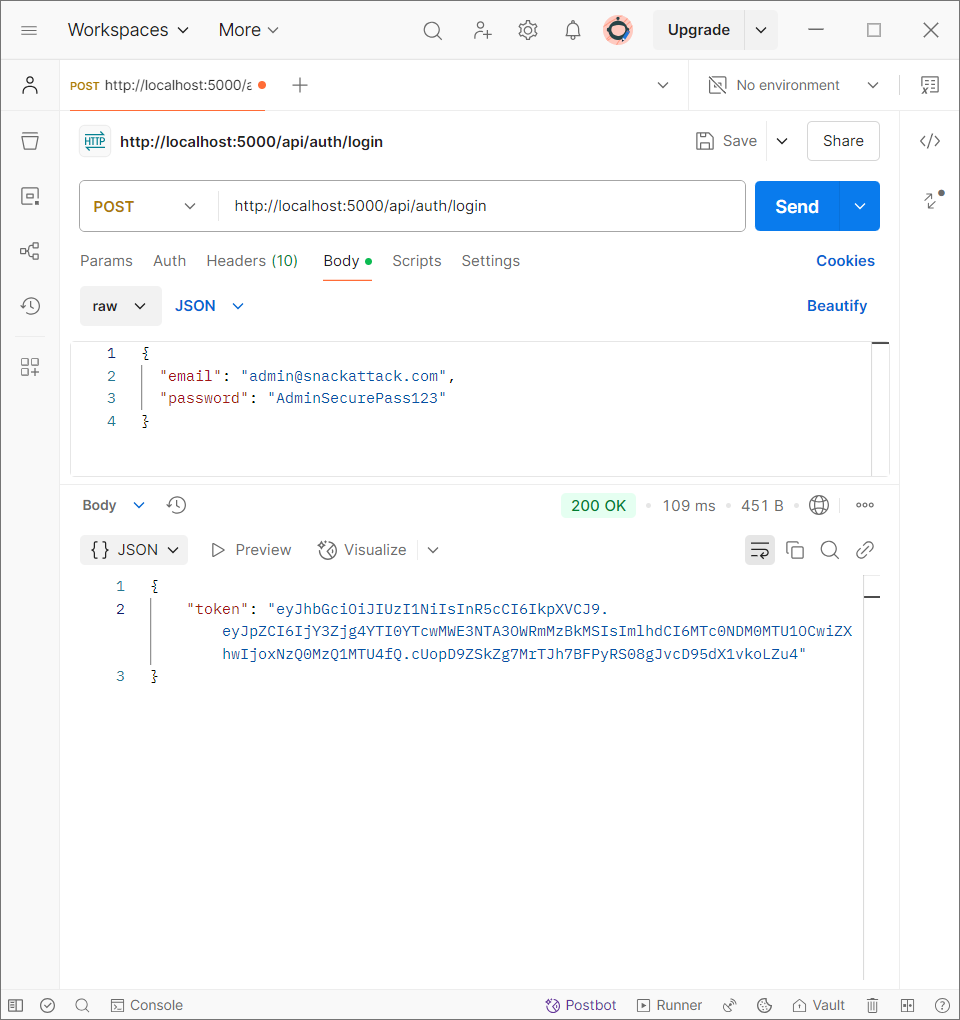 Workspaces More Upgrade
POST http://localhost:5000/a No environment
HTTP http://localhost:5000/api/auth/login Save Share
POST http://localhost:5000/api/auth/login Send
Params Auth Headers (10) Body Scripts Settings Cookies
raw JSON Beautify
1 {
2 "email": "admin@snackattack.com",
3 "password": "AdminSecurePass123"
4 }
Body 200 OK 109 ms 451 B
{} JSON Preview Visualize
1 {
2 "token": "eyJhbGciOiJIUzI1NiIsInR5cCI6IkpXVCJ9.
eyJpZCI6IjY3Zjg4YTI0YTcwMWE3NTA3OWRmMzBkMSIsImlhdCI6MTc0NDM0MTU1OCwiZX
hwIjoxNzQ0MzQ1MTU4fQ.cUopD9ZSkZg7MrTJh7BFPyRS08gJvcD95dX1vkoLZu4"
3 }
Console Postbot Runner Vault